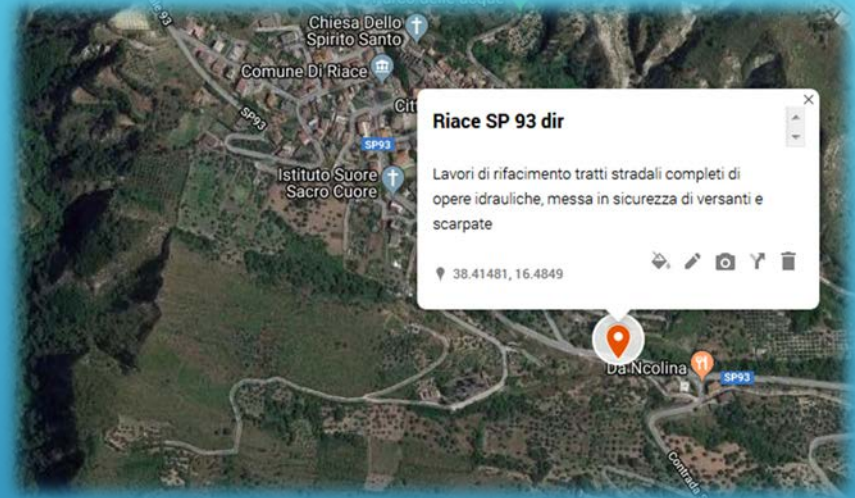 Chiesa Dello
Spirito Santo
Comune Di Riace
SP93
SP93
Istituto Suore
Sacro Cuore
Riace SP 93 dir
Lavori di rifacimento tratti stradali completi di
opere idrauliche, messa in sicurezza di versanti e
scarpate
38.41481, 16.4849
Da Ncolina
SP93
Contrada